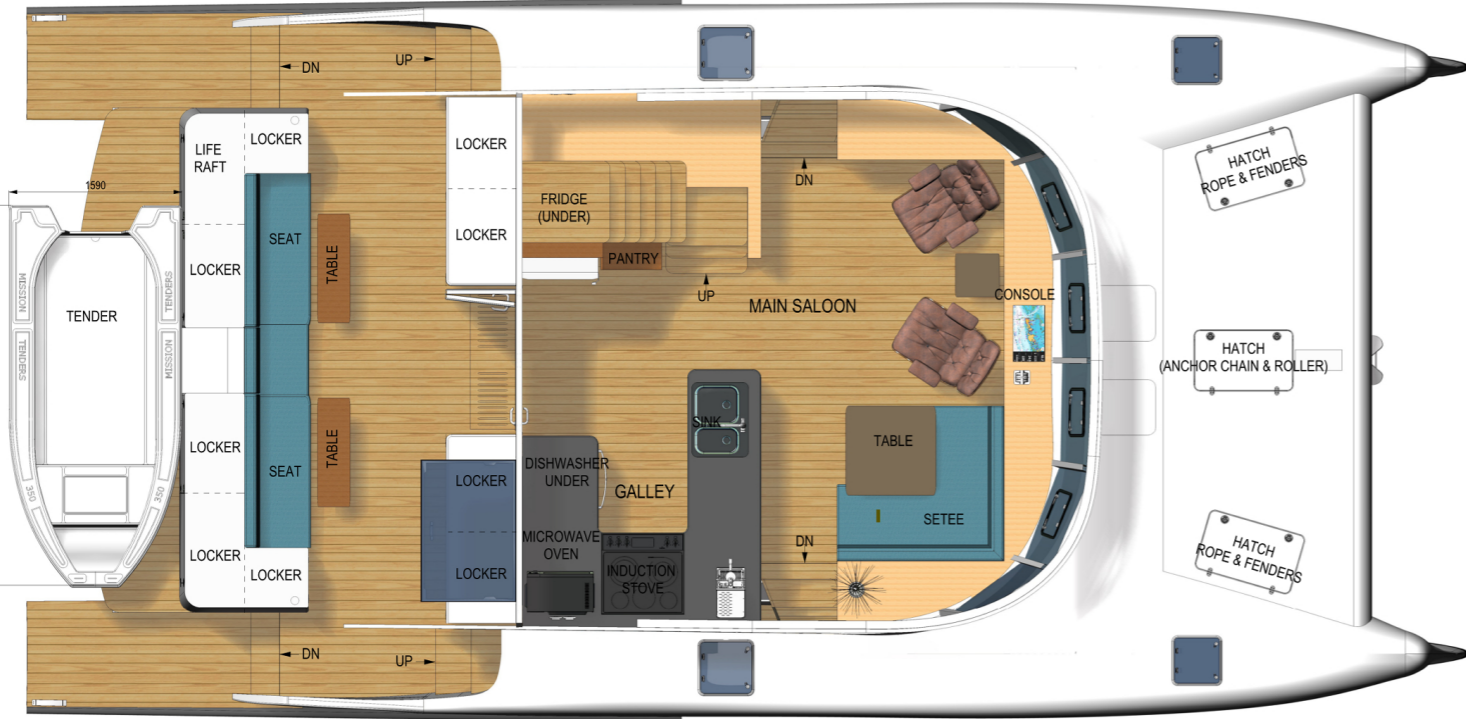 DN
UP
LOCKER
LIFE
RAFT
LOCKER
1590
LOCKER
FRIDGE
(UNDER)
DN
HATCH
ROPE & FENDERS
SEAT
LOCKER
LOCKER
TABLE
PANTRY
MISSION
TENDERS
TENDER
UP
MAIN SALOON
CONSOLE
TENDERS
MISSION
HATCH
(ANCHOR CHAIN & ROLLER)
SINK
LOCKER
TABLE
TABLE
SEAT
LOCKER
DISHWASHER
UNDER
GALLEY
350
350
SETEE
LOCKER
LOCKER
LOCKER
MICROWAVE
OVEN
INDUCTION
STOVE
DN
HATCH
ROPE & FENDERS
DN
UP